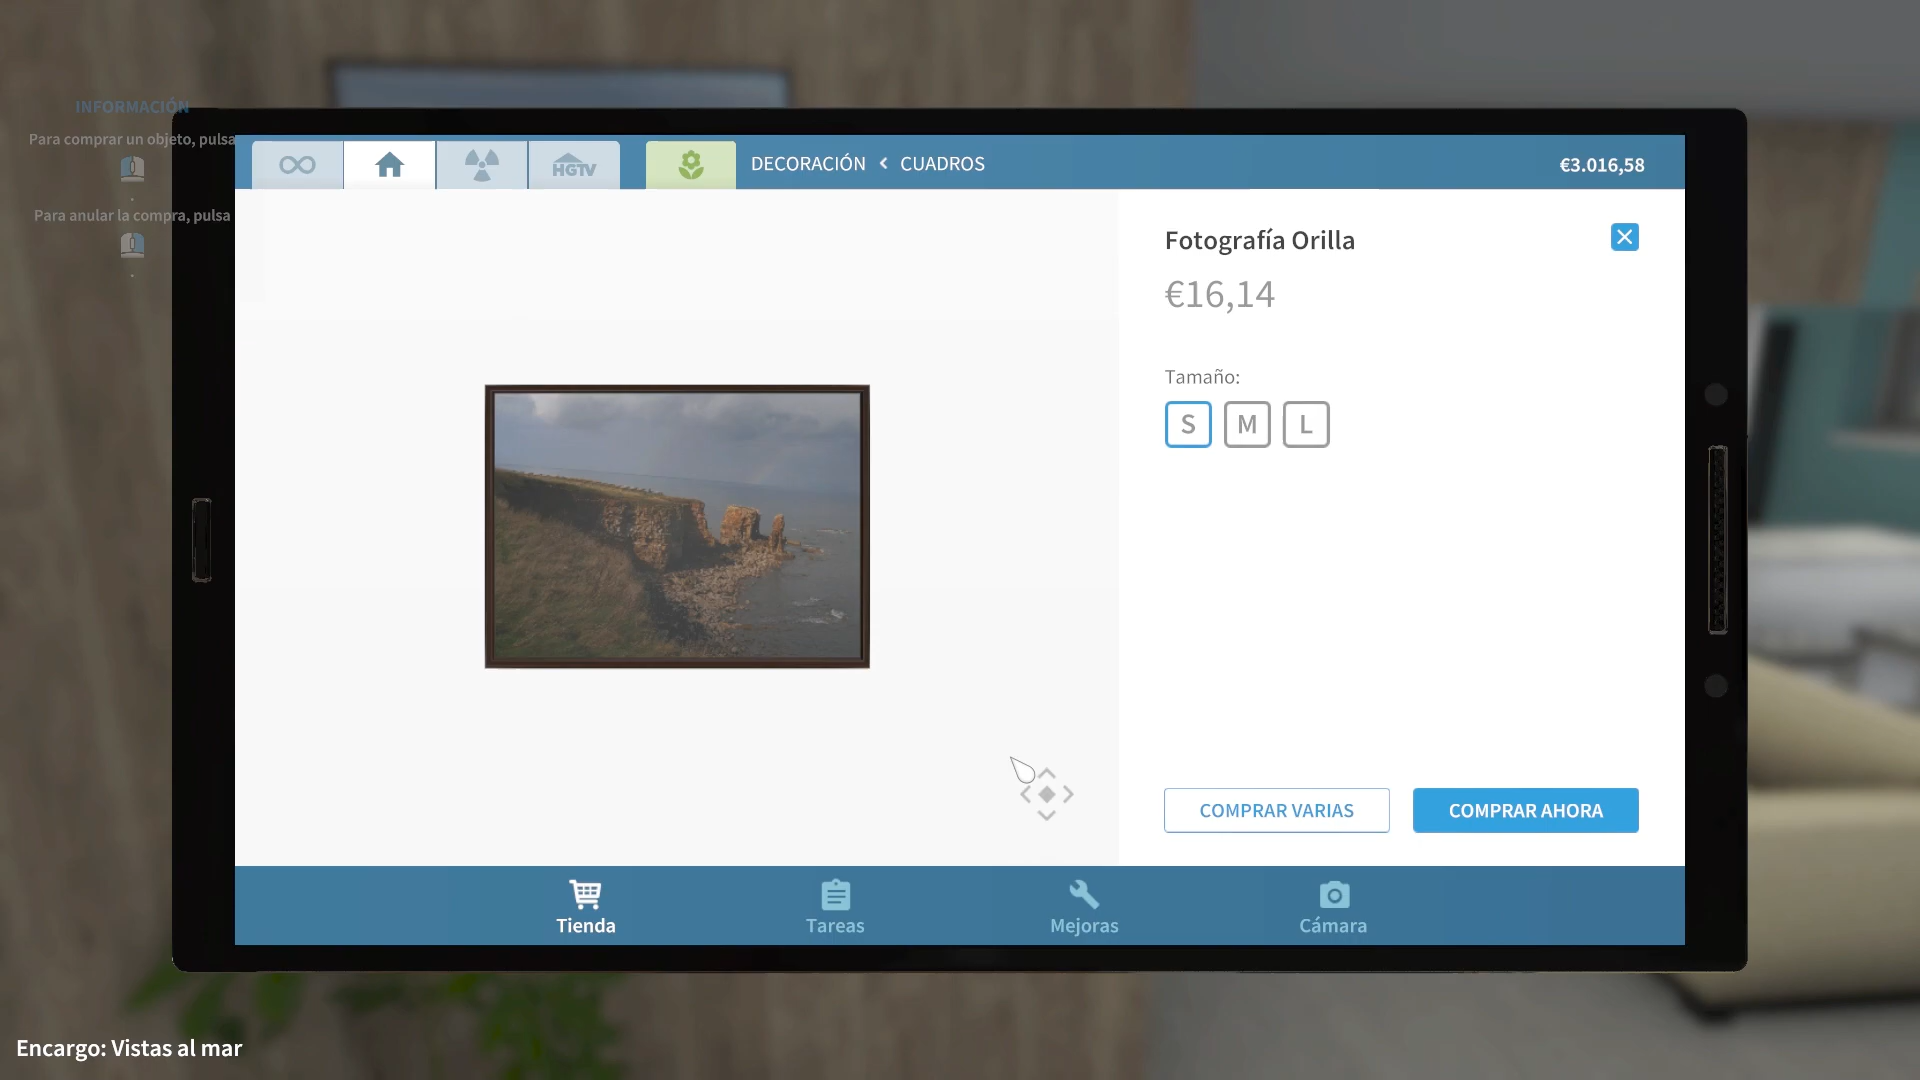 INFORMACIÓN
Para comprar un objeto, pulsa
.
Para anular la compra, pulsa
.
HGTV
DECORACIÓN < CUADROS
€3.016,58
Fotografía Orilla
€16,14
Tamaño:
S M L
COMPRAR VARIAS
COMPRAR AHORA
Tienda
Tareas
Mejoras
Cámara
Encargo: Vistas al mar